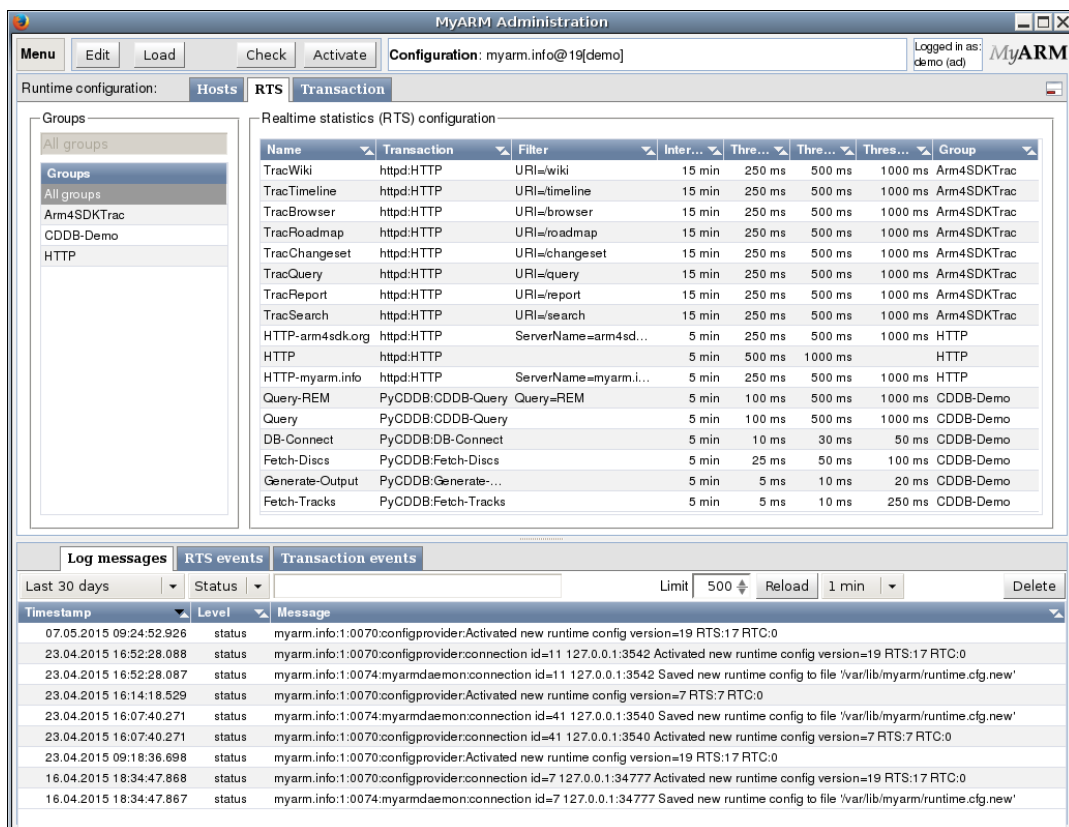 MyARM Administration
Menu Edit Load Check Activate Configuration: myarm.info@19[demo] Logged in as: demo (ad) MyARM
Runtime configuration: Hosts RTS Transaction
Groups
All groups
Groups
All groups
Arm4SDKTrac
CDDB-Demo
HTTP
Realtime statistics (RTS) configuration
Name Transaction Filter Inter... Thre... Thre... Thres... Group
TracWiki httpd:HTTP URI=/wiki 15 min 250 ms 500 ms 1000 ms Arm4SDKTrac
TracTimeline httpd:HTTP URI=/timeline 15 min 250 ms 500 ms 1000 ms Arm4SDKTrac
TracBrowser httpd:HTTP URI=/browser 15 min 250 ms 500 ms 1000 ms Arm4SDKTrac
TracRoadmap httpd:HTTP URI=/roadmap 15 min 250 ms 500 ms 1000 ms Arm4SDKTrac
TracChangeset httpd:HTTP URI=/changeset 15 min 250 ms 500 ms 1000 ms Arm4SDKTrac
TracQuery httpd:HTTP URI=/query 15 min 250 ms 500 ms 1000 ms Arm4SDKTrac
TracReport httpd:HTTP URI=/report 15 min 250 ms 500 ms 1000 ms Arm4SDKTrac
TracSearch httpd:HTTP URI=/search 15 min 250 ms 500 ms 1000 ms Arm4SDKTrac
HTTP-arm4sdk.org httpd:HTTP ServerName=arm4sd... 5 min 250 ms 500 ms 1000 ms HTTP
HTTP httpd:HTTP 5 min 500 ms 1000 ms HTTP
HTTP-myarm.info httpd:HTTP ServerName=myarm.i... 5 min 250 ms 500 ms 1000 ms HTTP
Query-REM PyCDDB:CDDB-Query Query=REM 5 min 100 ms 500 ms 1000 ms CDDB-Demo
Query PyCDDB:CDDB-Query 5 min 100 ms 500 ms 1000 ms CDDB-Demo
DB-Connect PyCDDB:DB-Connect 5 min 10 ms 30 ms 50 ms CDDB-Demo
Fetch-Discs PyCDDB:Fetch-Discs 5 min 25 ms 50 ms 100 ms CDDB-Demo
Generate-Output PyCDDB:Generate-... 5 min 5 ms 10 ms 20 ms CDDB-Demo
Fetch-Tracks PyCDDB:Fetch-Tracks 5 min 5 ms 10 ms 250 ms CDDB-Demo
Log messages RTS events Transaction events
Last 30 days Status Limit 500 Reload 1 min Delete
Timestamp Level Message
07.05.2015 09:24:52.926 status myarm.info:1:0070:configprovider:Activated new runtime config version=19 RTS:17 RTC:0
23.04.2015 16:52:28.088 status myarm.info:1:0070:configprovider:connection id=11 127.0.0.1:3542 Activated new runtime config version=19 RTS:17 RTC:0
23.04.2015 16:52:28.087 status myarm.info:1:0074:myarmdaemon:connection id=11 127.0.0.1:3542 Saved new runtime config to file '/var/lib/myarm/runtime.cfg.new'
23.04.2015 16:14:18.529 status myarm.info:1:0070:configprovider:Activated new runtime config version=7 RTS:7 RTC:0
23.04.2015 16:07:40.271 status myarm.info:1:0074:myarmdaemon:connection id=41 127.0.0.1:3540 Saved new runtime config to file '/var/lib/myarm/runtime.cfg.new'
23.04.2015 16:07:40.271 status myarm.info:1:0070:configprovider:connection id=41 127.0.0.1:3540 Activated new runtime config version=7 RTS:7 RTC:0
23.04.2015 09:18:36.698 status myarm.info:1:0070:configprovider:Activated new runtime config version=19 RTS:17 RTC:0
16.04.2015 18:34:47.868 status myarm.info:1:0070:configprovider:connection id=7 127.0.0.1:34777 Activated new runtime config version=19 RTS:17 RTC:0
16.04.2015 18:34:47.867 status myarm.info:1:0074:myarmdaemon:connection id=7 127.0.0.1:34777 Saved new runtime config to file '/var/lib/myarm/runtime.cfg.new'